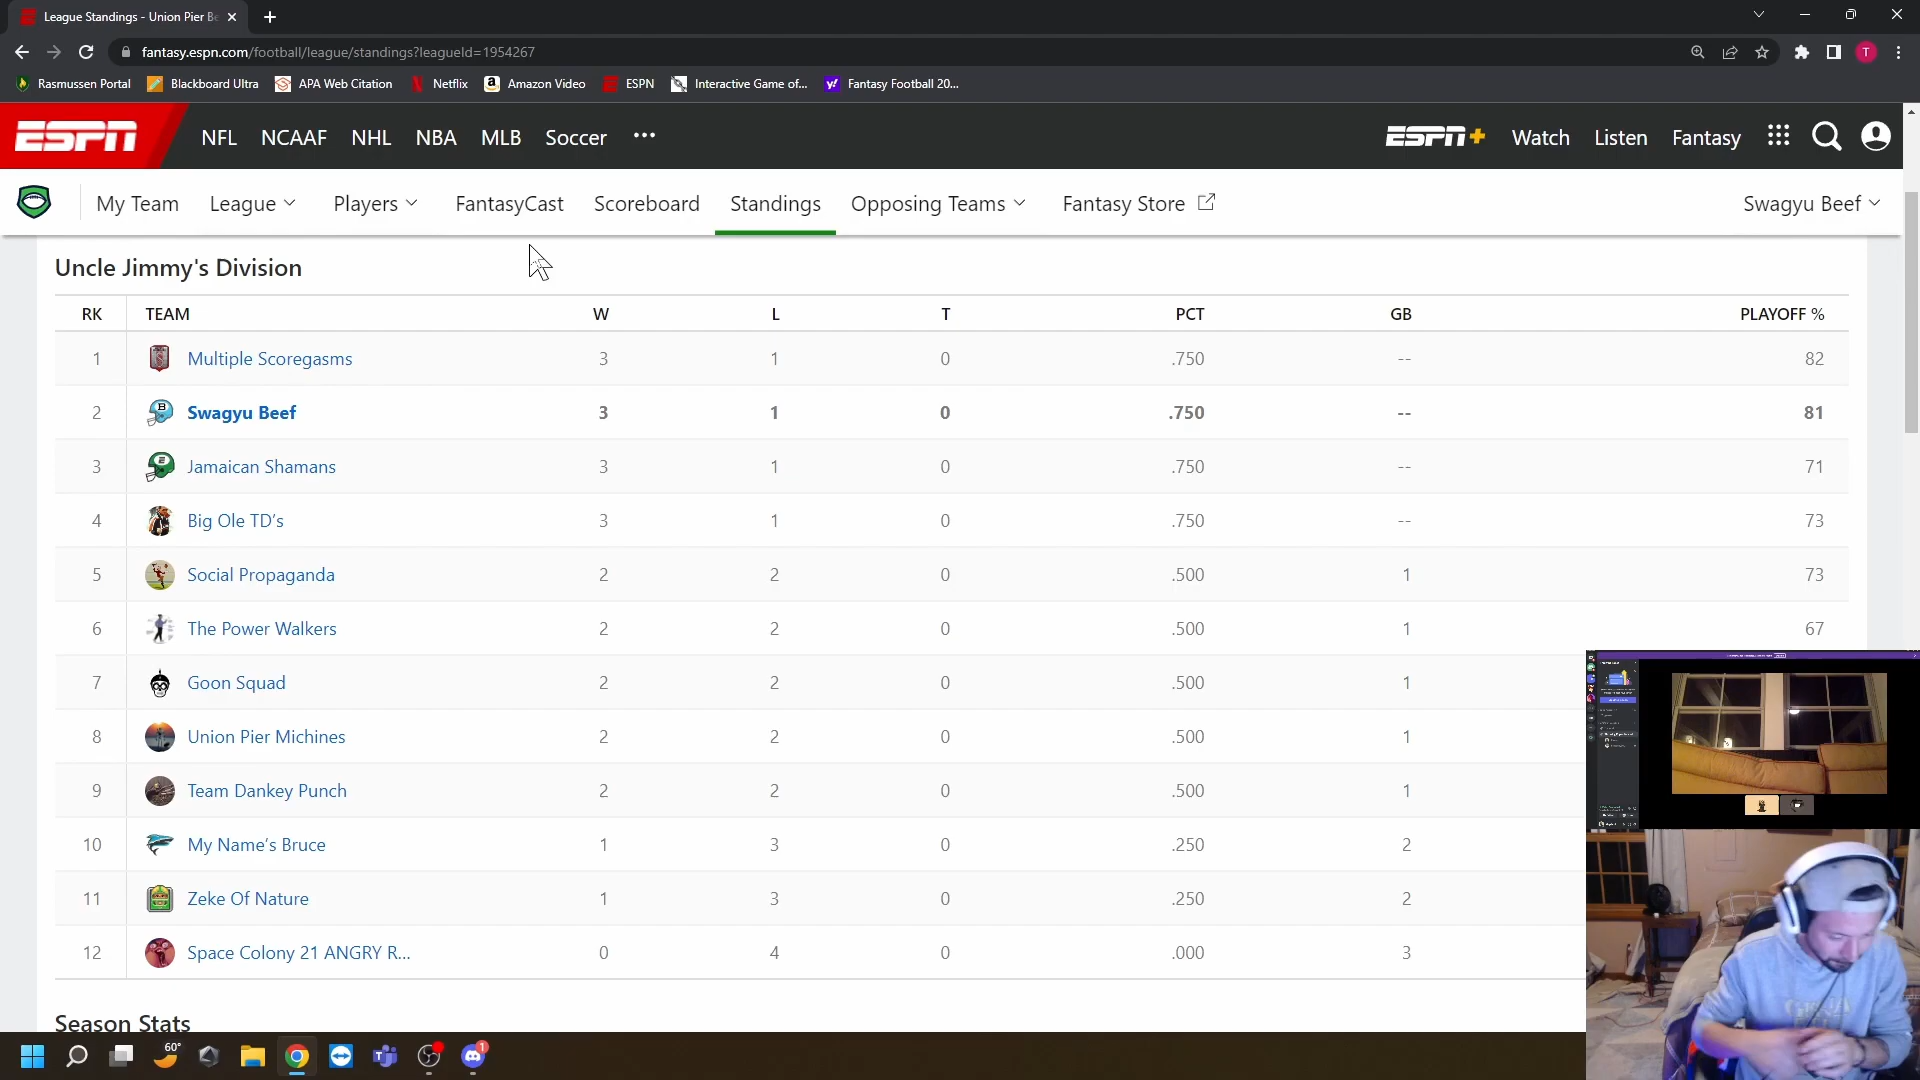 League Standings - Union Pier Be
fantasy.espn.com/football/league/standings?leagueId=1954267
T
Rasmussen Portal Blackboard Ultra APA Web Citation Netflix Amazon Video ESPN Interactive Game of... Fantasy Football 20...
ESPN NFL NCAAF NHL NBA MLB Soccer ESPN+ Watch Listen Fantasy
My Team League Players FantasyCast Scoreboard Standings Opposing Teams Fantasy Store Swagyu Beef
Uncle Jimmy's Division
RK TEAM W L T PCT GB PLAYOFF %
1 Multiple Scoregasms 3 1 0 .750 -- 82
2 Swagyu Beef 3 1 0 .750 -- 81
3 Jamaican Shamans 3 1 0 .750 -- 71
4 Big Ole TD's 3 1 0 .750 -- 73
5 Social Propaganda 2 2 0 .500 1 73
6 The Power Walkers 2 2 0 .500 1 67
7 Goon Squad 2 2 0 .500 1
8 Union Pier Michines 2 2 0 .500 1
9 Team Dankey Punch 2 2 0 .500 1
10 My Name's Bruce 1 3 0 .250 2
11 Zeke Of Nature 1 3 0 .250 2
12 Space Colony 21 ANGRY R... 0 4 0 .000 3
Season Stats
60°
1